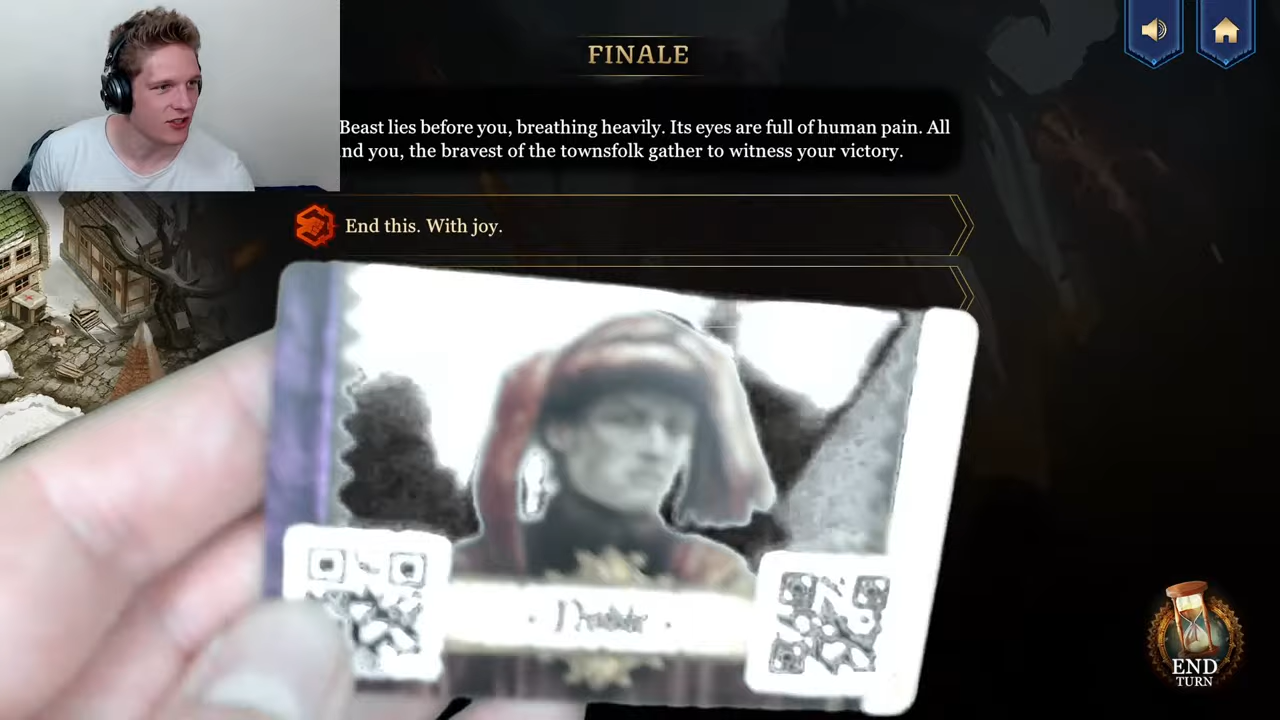 FINALE
Beast lies before you, breathing heavily. Its eyes are full of human pain. All
nd you, the bravest of the townsfolk gather to witness your victory.
End this. With joy.
END
TURN